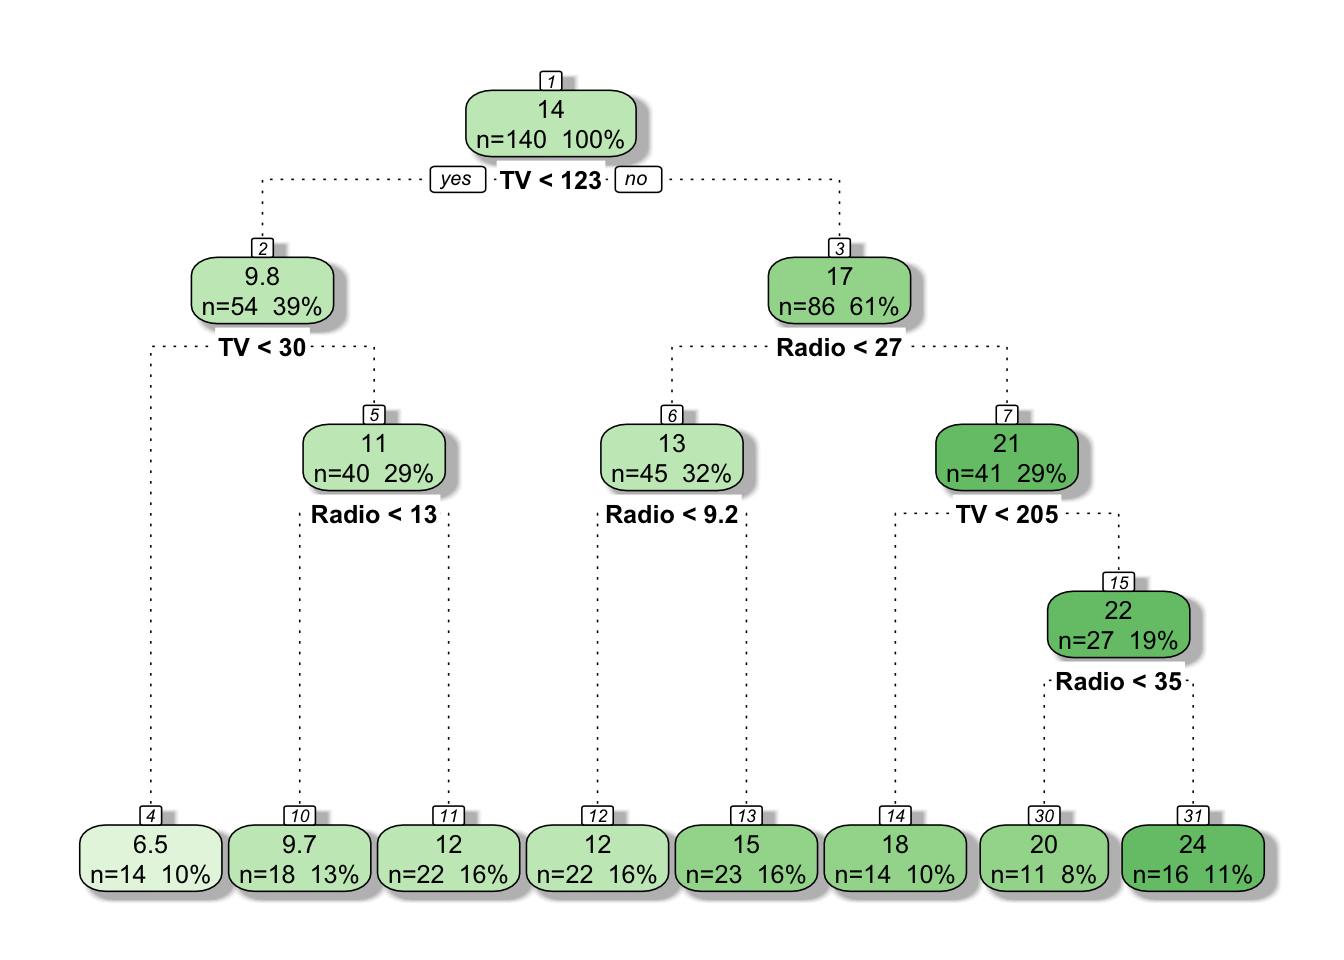 1
14
n=140 100%
yes TV < 123 no
2
9.8
n=54 39%
3
17
n=86 61%
TV < 30
Radio < 27
5
11
n=40 29%
6
13
n=45 32%
7
21
n=41 29%
Radio < 13
Radio < 9.2
TV < 205
15
22
n=27 19%
Radio < 35
4
6.5
n=14 10%
10
9.7
n=18 13%
11
12
n=22 16%
12
12
n=22 16%
13
15
n=23 16%
14
18
n=14 10%
30
20
n=11 8%
31
24
n=16 11%